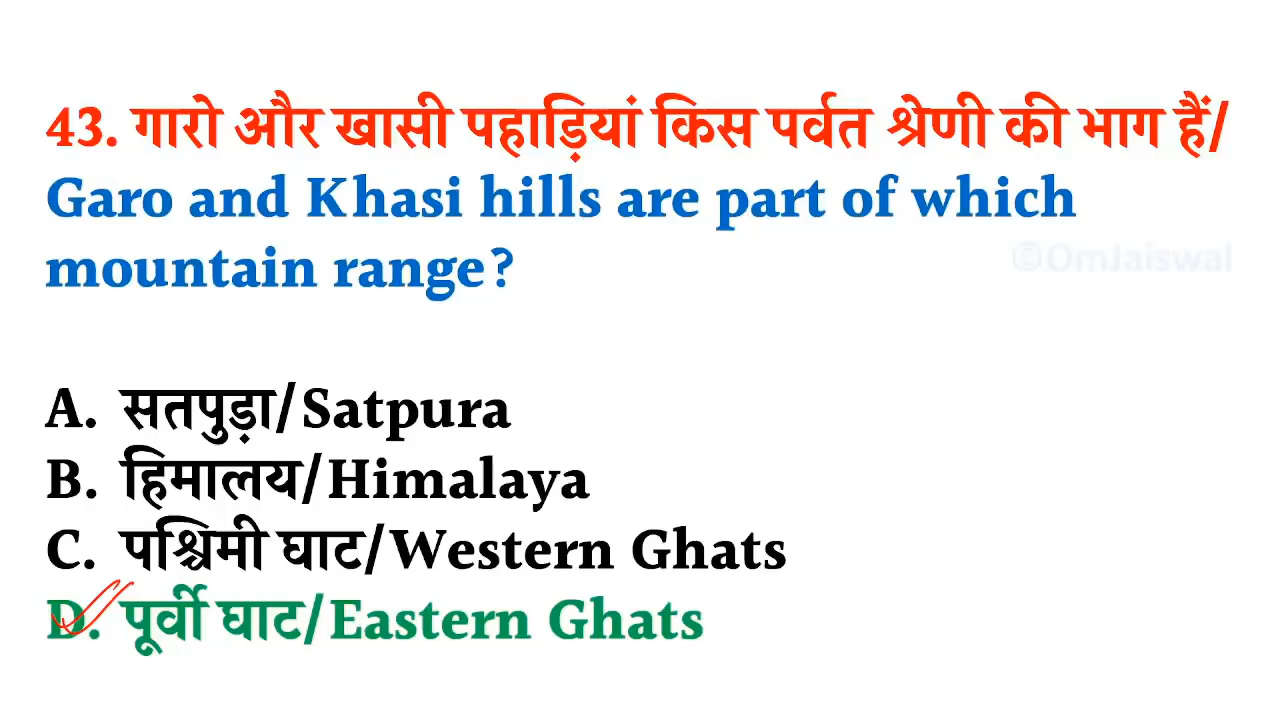 43. गारो और खासी पहाड़ियां किस पर्वत श्रेणी की भाग हैं/
Garo and Khasi hills are part of which
mountain range?
©OmJaiswal
A. सतपुड़ा/Satpura
B. हिमालय/Himalaya
C. पश्चिमी घाट/Western Ghats
D. पूर्वी घाट/Eastern Ghats